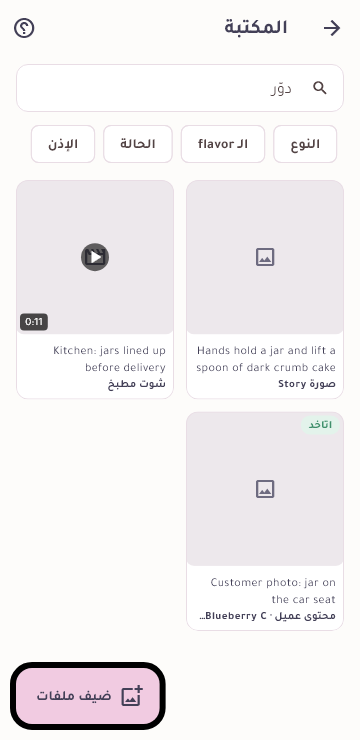 المكتبة
دوّر
النوع
الـ flavor
الحالة
الإذن
Hands hold a jar and lift a
spoon of dark crumb cake
صورة Story
0:11
Kitchen: jars lined up
before delivery
شوت مطبخ
اتاخد
Customer photo: jar on
the car seat
محتوى عميل · Blueberry C…
ضيف ملفات